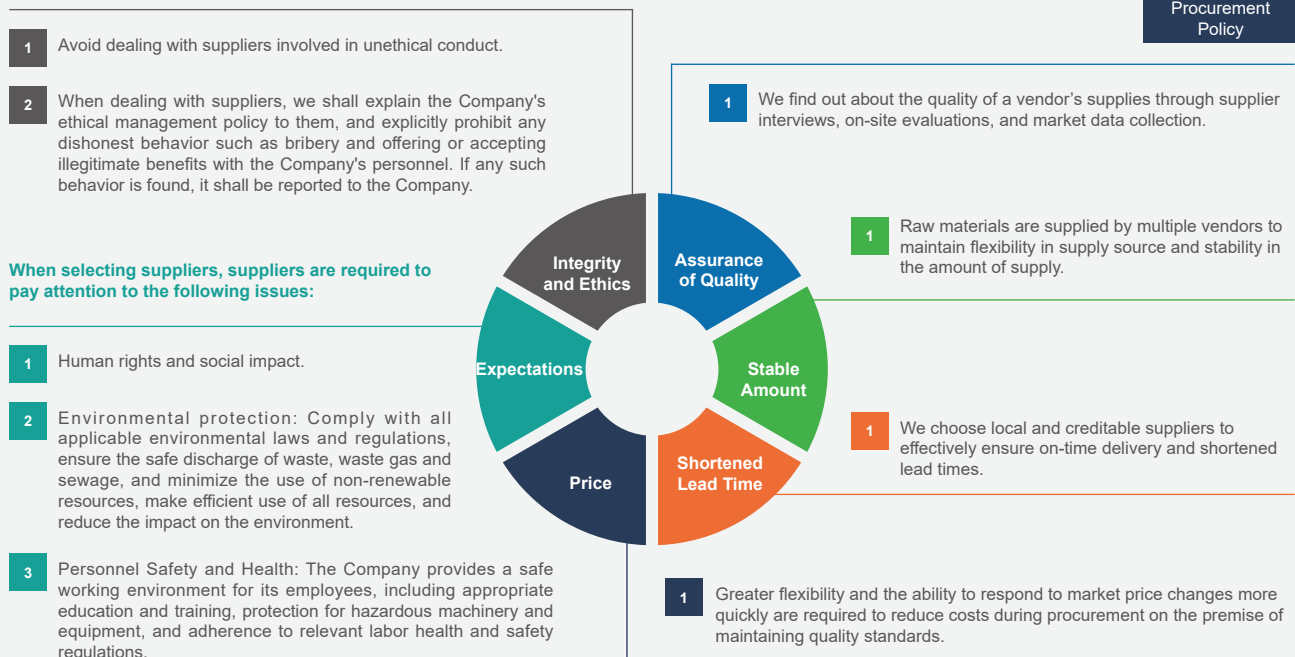 Procurement
Policy
1
Avoid dealing with suppliers involved in unethical conduct.
2
When dealing with suppliers, we shall explain the Company's
ethical management policy to them, and explicitly prohibit any
dishonest behavior such as bribery and offering or accepting
illegitimate benefits with the Company's personnel. If any such
behavior is found, it shall be reported to the Company.
1
We find out about the quality of a vendor's supplies through supplier
interviews, on-site evaluations, and market data collection.
1
Raw materials are supplied by multiple vendors to
maintain flexibility in supply source and stability in
the amount of supply.
When selecting suppliers, suppliers are required to
pay attention to the following issues:
1
Human rights and social impact.
2
Environmental protection: Comply with all
applicable environmental laws and regulations,
ensure the safe discharge of waste, waste gas and
sewage, and minimize the use of non-renewable
resources, make efficient use of all resources, and
reduce the impact on the environment.
3
Personnel Safety and Health: The Company provides a safe
working environment for its employees, including appropriate
education and training, protection for hazardous machinery and
equipment, and adherence to relevant labor health and safety
regulations.
Integrity
and Ethics
Assurance
of Quality
Expectations
Stable
Amount
Price
Shortened
Lead Time
1
We choose local and creditable suppliers to
effectively ensure on-time delivery and shortened
lead times.
1
Greater flexibility and the ability to respond to market price changes more
quickly are required to reduce costs during procurement on the premise of
maintaining quality standards.